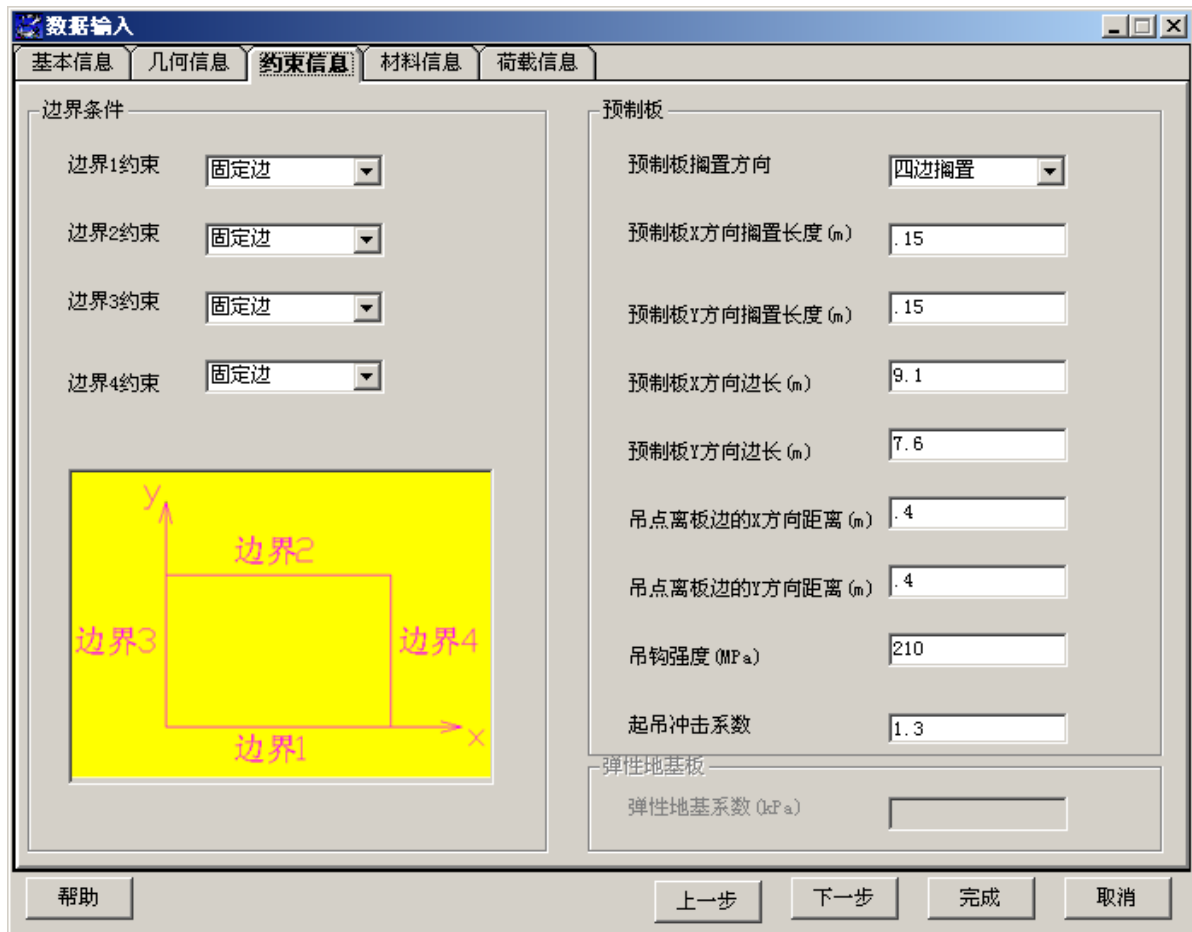 数据输入
基本信息 几何信息 约束信息 材料信息 荷载信息
边界条件
边界1约束 固定边
边界2约束 固定边
边界3约束 固定边
边界4约束 固定边
y
边界2
边界3 边界4
边界1 x
预制板
预制板搁置方向 四边搁置
预制板X方向搁置长度(m) .15
预制板Y方向搁置长度(m) .15
预制板X方向边长(m) 9.1
预制板Y方向边长(m) 7.6
吊点离板边的X方向距离(m) .4
吊点离板边的Y方向距离(m) .4
吊钩强度(MPa) 210
起吊冲击系数 1.3
弹性地基板
弹性地基系数(kPa)
帮助 上一步 下一步 完成 取消